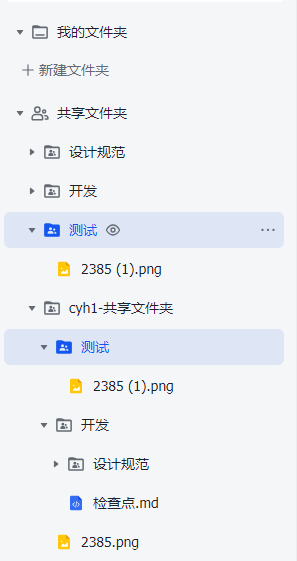 我的文件夹
新建文件夹
共享文件夹
设计规范
开发
测试
2385 (1).png
cyh1-共享文件夹
测试
2385 (1).png
开发
设计规范
检查点.md
2385.png